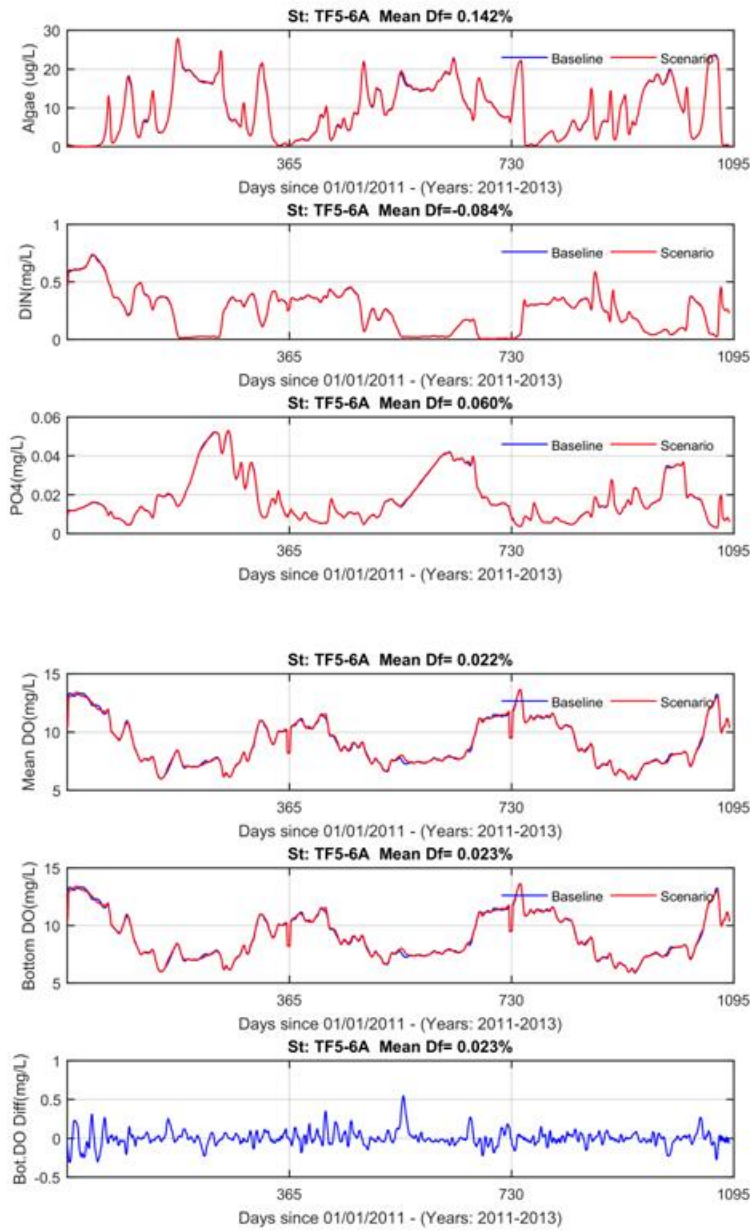 St: TF5-6A Mean Df= 0.142%
30
20
10
0
Algae (ug/L)
Baseline Scenario
365 730 1095
Days since 01/01/2011 - (Years: 2011-2013)
St: TF5-6A Mean Df=-0.084%
1
0.5
0
DIN(mg/L)
Baseline Scenario
365 730 1095
Days since 01/01/2011 - (Years: 2011-2013)
St: TF5-6A Mean Df= 0.060%
0.06
0.04
0.02
0
PO4(mg/L)
Baseline Scenario
365 730 1095
Days since 01/01/2011 - (Years: 2011-2013)
St: TF5-6A Mean Df= 0.022%
15
10
5
Mean DO(mg/L)
Baseline Scenario
365 730 1095
Days since 01/01/2011 - (Years: 2011-2013)
St: TF5-6A Mean Df= 0.023%
15
10
5
Bottom DO(mg/L)
Baseline Scenario
365 730 1095
Days since 01/01/2011 - (Years: 2011-2013)
St: TF5-6A Mean Df= 0.023%
1
0.5
0
-0.5
Bot.DO Diff(mg/L)
365 730 1095
Days since 01/01/2011 - (Years: 2011-2013)